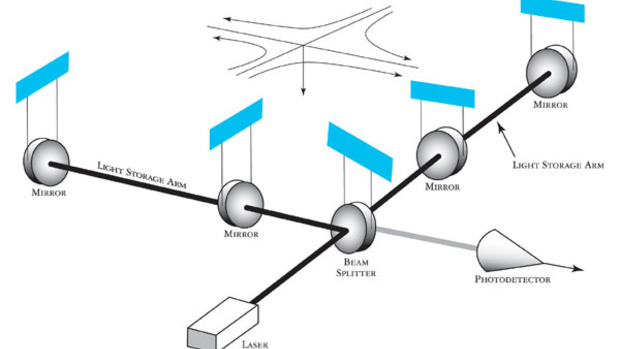 MIRROR
LIGHT STORAGE ARM
MIRROR
LIGHT STORAGE ARM
MIRROR
MIRROR
BEAM
SPLITTER
PHOTODETECTOR
LASER